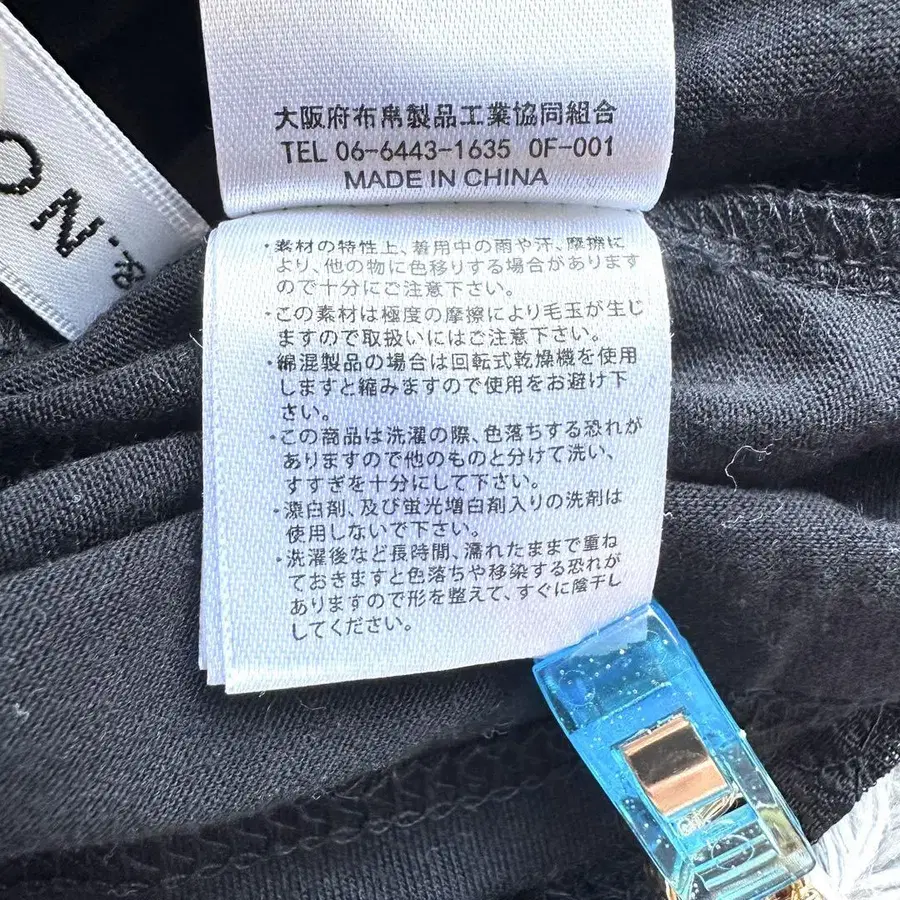 大阪府布帛製品工業協同組合
TEL 06-6443-1635 OF-001
MADE IN CHINA
・素材の特性上、着用中の雨や汗、摩擦に
より、他の物に色移りする場合があります
ので十分にご注意下さい。
・この素材は極度の摩擦により毛玉が生じ
ますので取扱いにはご注意下さい。
・綿混製品の場合は回転式乾燥機を使用
しますと縮みますので使用をお避け下
さい。
・この商品は洗濯の際、色落ちする恐れが
ありますので他のものと分けて洗い、
すすぎを十分にして下さい。
・漂白剤、及び蛍光増白剤入りの洗剤は
使用しないで下さい。
・洗濯後など長時間、濡れたままで重ね
ておきますと色落ちや移染する恐れが
ありますので形を整えて、すぐに陰干し
してください。
ON